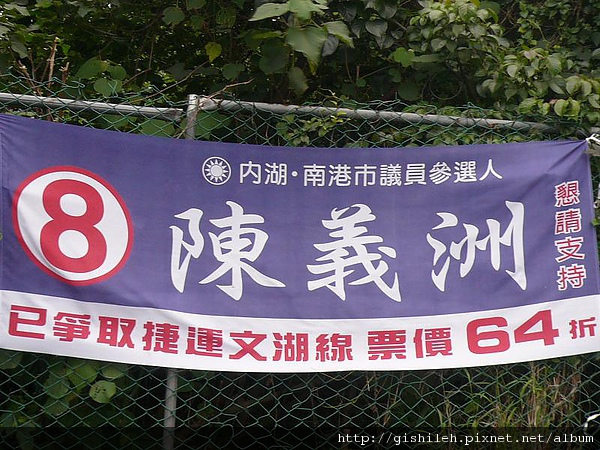 8
內湖·南港市議員參選人
陳義洲
懇請支持
已爭取捷運文湖線 票價64折
http://gishileh.pixnet.net/album